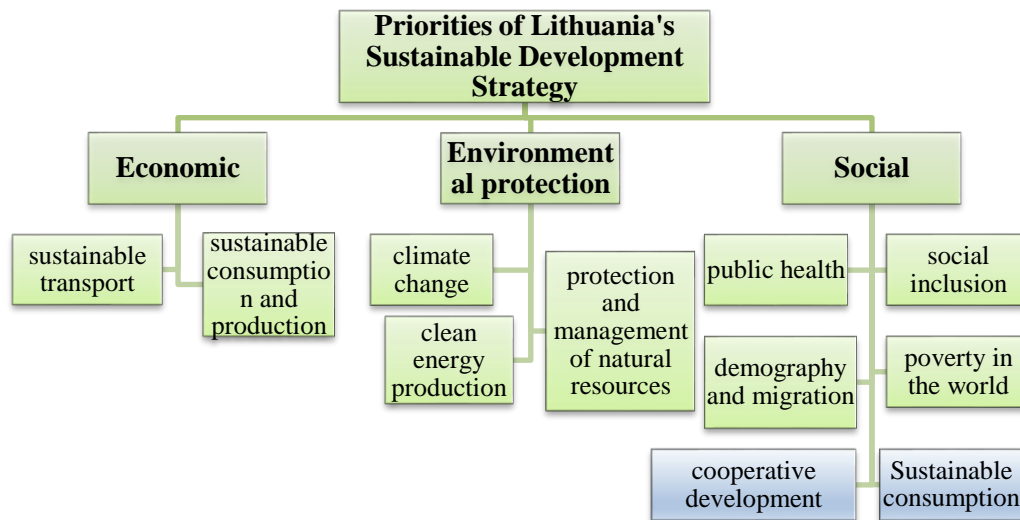 Priorities of Lithuania's
Sustainable Development
Strategy
Economic
Environment
al protection
Social
sustainable
transport
sustainable
consumptio
n and
production
climate
change
clean
energy
production
protection
and
management
of natural
resources
public health
social
inclusion
demography
and migration
poverty in
the world
cooperative
development
Sustainable
consumption